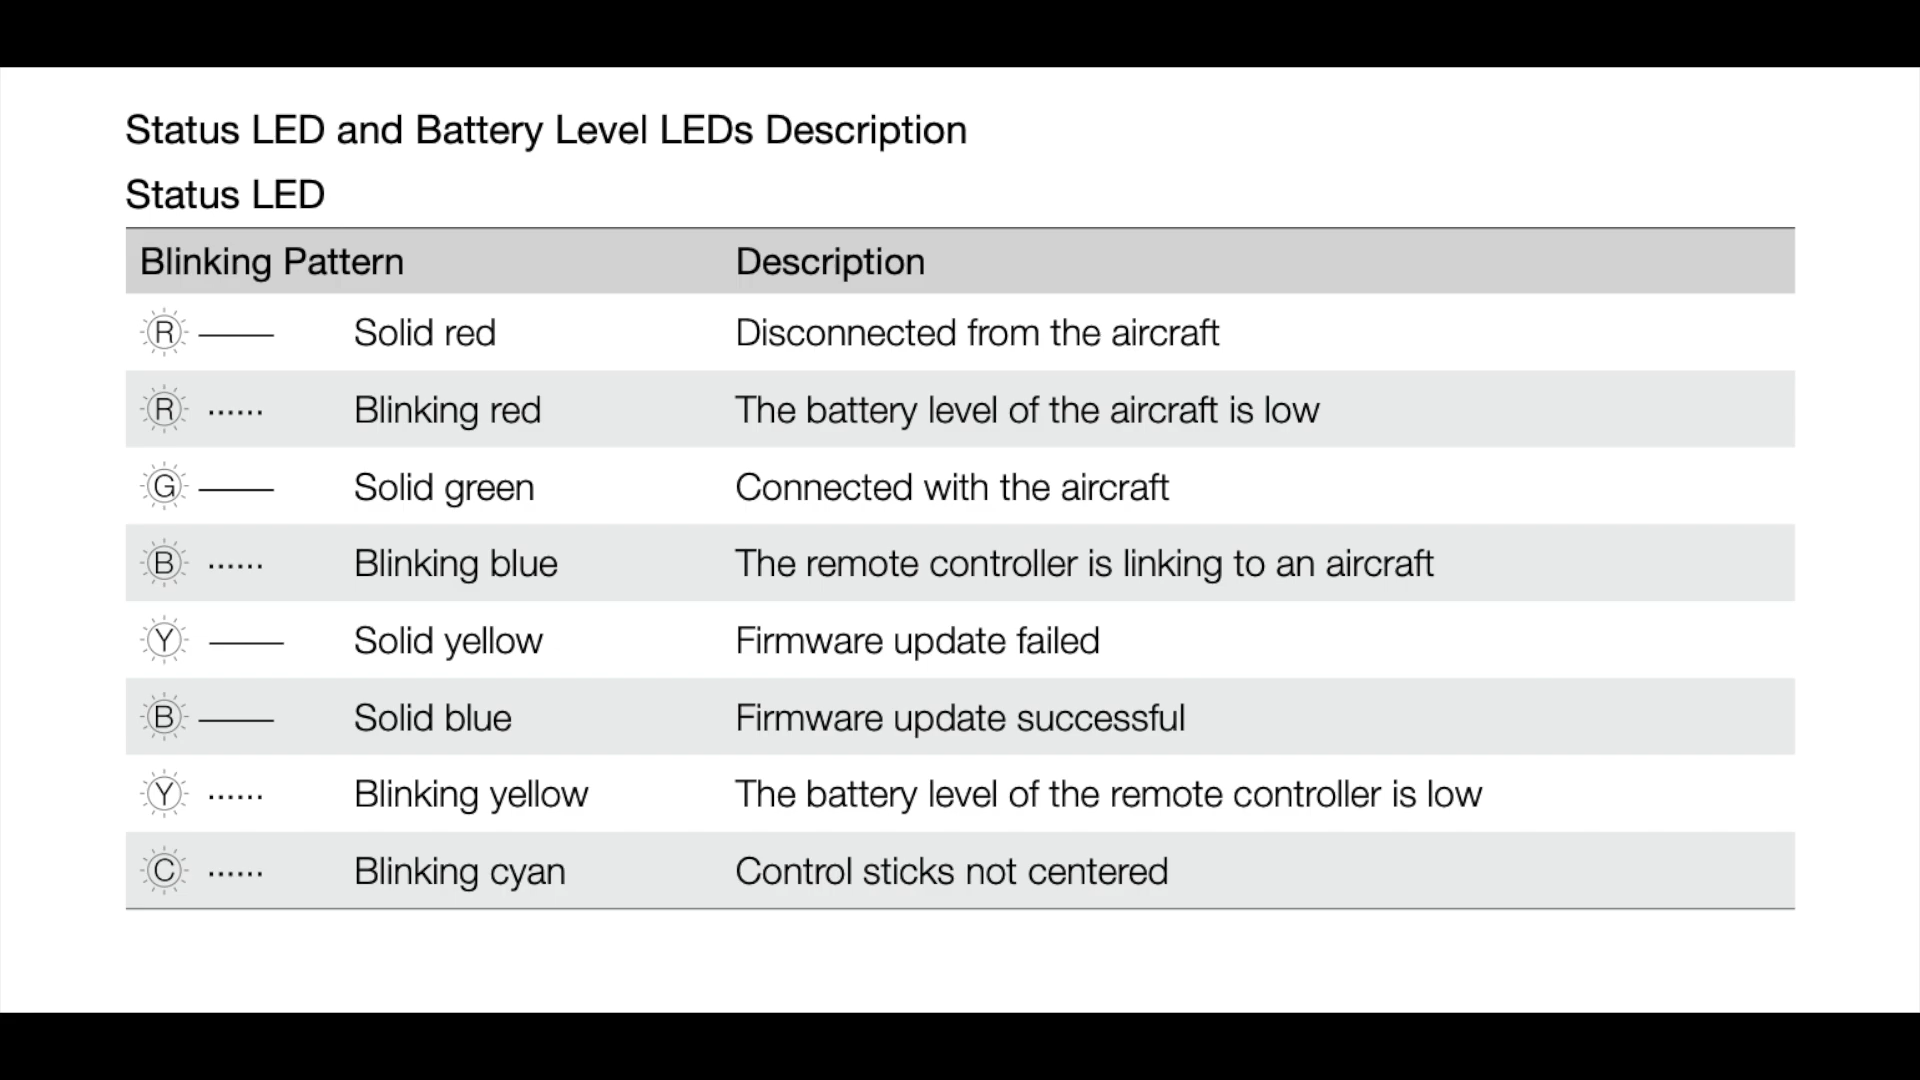 Status LED and Battery Level LEDs Description
Status LED
Blinking Pattern Description
R —— Solid red Disconnected from the aircraft
R ...... Blinking red The battery level of the aircraft is low
G —— Solid green Connected with the aircraft
B ...... Blinking blue The remote controller is linking to an aircraft
Y —— Solid yellow Firmware update failed
B —— Solid blue Firmware update successful
Y ...... Blinking yellow The battery level of the remote controller is low
C ...... Blinking cyan Control sticks not centered